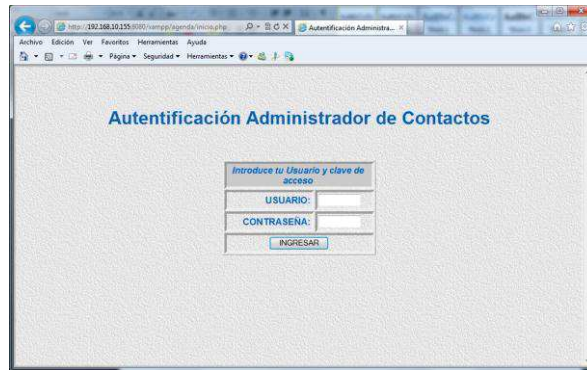 http://192.168.10.155:8080/xampp/agenda/inicio.php
Autentificación Administra...
Archivo Edición Ver Favoritos Herramientas Ayuda
Página Seguridad Herramientas
Autentificación Administrador de Contactos
Introduce tu Usuario y clave de
acceso
USUARIO:
CONTRASEÑA:
INGRESAR